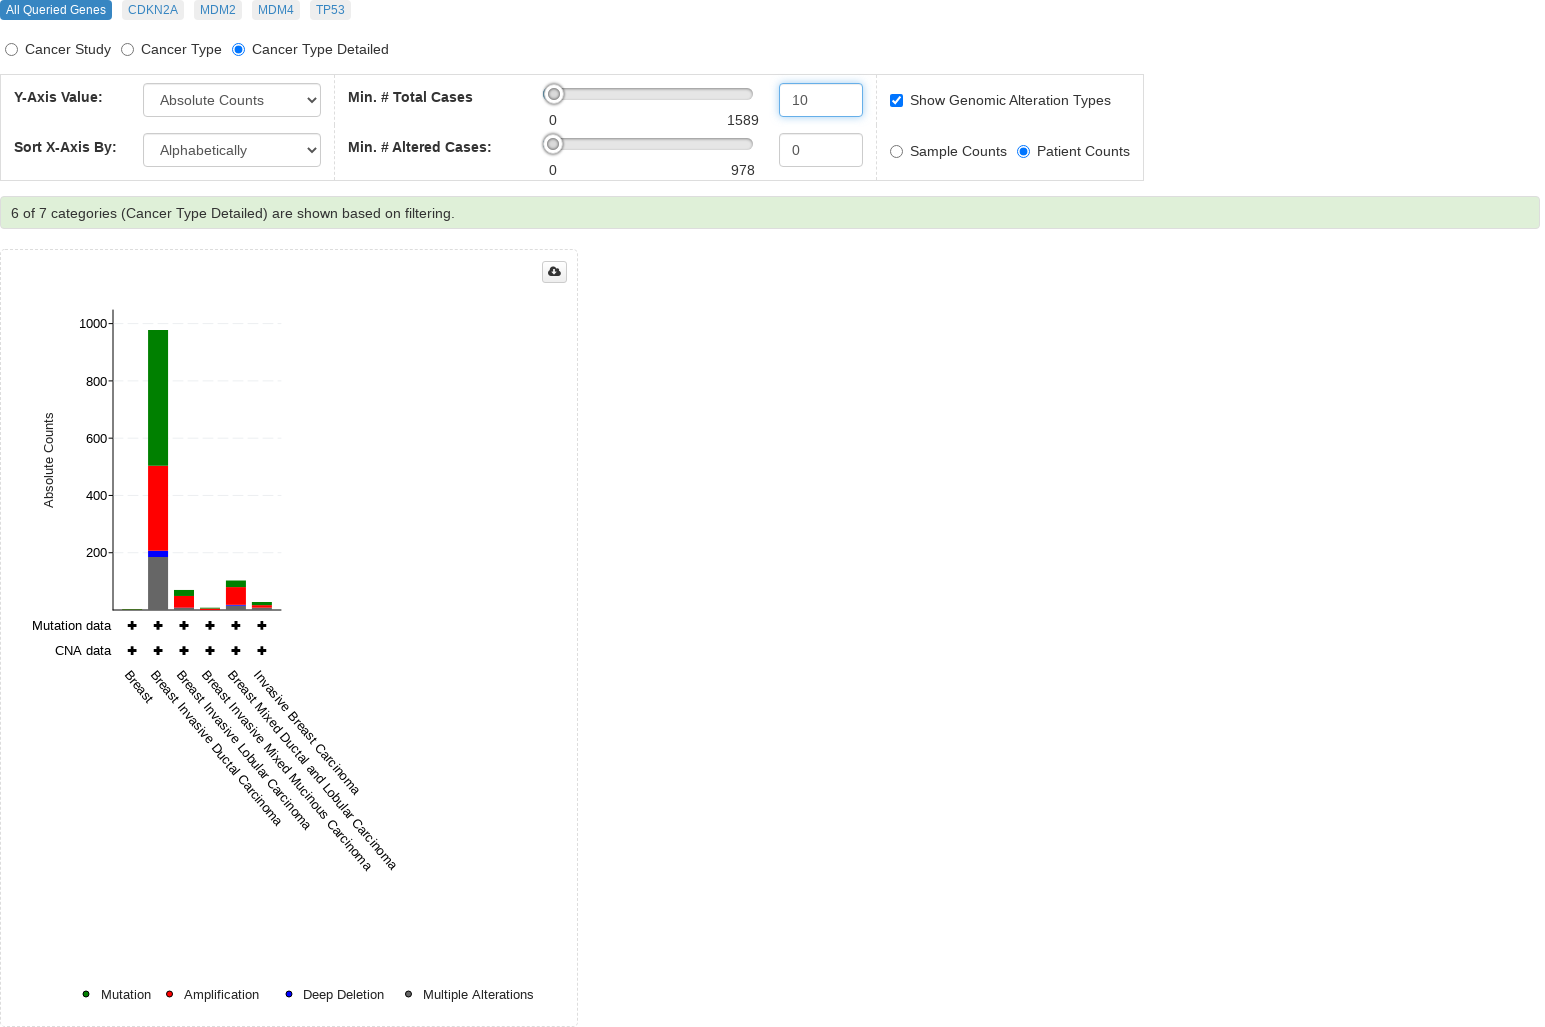 All Queried Genes CDKN2A MDM2 MDM4 TP53
Cancer Study Cancer Type Cancer Type Detailed
Y-Axis Value: Absolute Counts Min. # Total Cases 10 Show Genomic Alteration Types
0 1589
Sort X-Axis By: Alphabetically Min. # Altered Cases: 0 Sample Counts Patient Counts
0 978
6 of 7 categories (Cancer Type Detailed) are shown based on filtering.
1000
800
600
400
200
Absolute Counts
Mutation data
CNA data
Breast
Breast Invasive Ductal Carcinoma
Breast Invasive Lobular Carcinoma
Breast Invasive Mixed Mucinous Carcinoma
Breast Mixed Ductal and Lobular Carcinoma
Invasive Breast Carcinoma
Mutation Amplification Deep Deletion Multiple Alterations